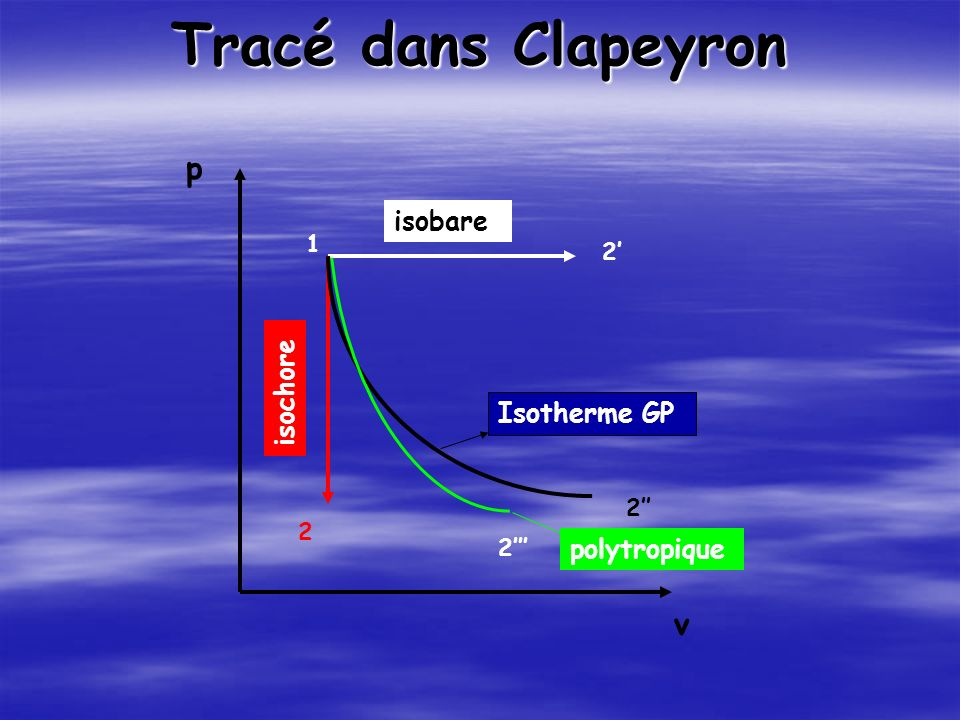 Tracé dans Clapeyron
p
isobare
1
2’
isochore
Isotherme GP
2’’
2
2’’’
polytropique
v